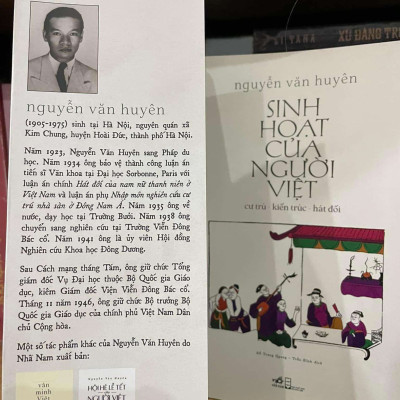 nguyễn văn huyên
(1905-1975) sinh tại Hà Nội, nguyên quán xã
Kim Chung, huyện Hoài Đức, thành phố Hà Nội.
Năm 1923, Nguyễn Văn Huyên sang Pháp du
học. Năm 1934 ông bảo vệ thành công luận án
tiến sĩ Văn khoa tại Đại học Sorbonne, Paris với
luận án chính Hát đối của nam nữ thanh niên ở
Việt Nam và luận án phụ Nhập môn nghiên cứu cư
trú nhà sàn ở Đông Nam Á. Năm 1935 ông về
nước, dạy học tại Trường Bưởi. Năm 1938 ông
chuyển sang nghiên cứu tại Trường Viễn Đông
Bác cổ. Năm 1941 ông là ủy viên Hội đồng
Nghiên cứu Khoa học Đông Dương.
Sau Cách mạng tháng Tám, ông giữ chức Tổng
giám đốc Vụ Đại học thuộc Bộ Quốc gia Giáo
dục, kiêm Giám đốc Viện Viễn Đông Bác cổ.
Tháng 11 năm 1946, ông giữ chức Bộ trưởng Bộ
Quốc gia Giáo dục của chính phủ Việt Nam Dân
chủ Cộng hòa.
Một số tác phẩm khác của Nguyễn Văn Huyên do
Nhã Nam xuất bản:
văn minh
Việt
Nguyễn Văn Huyên
HỘI HÈ LỄ TẾT
NGƯỜI VIỆT
nguyễn văn huyên
SINH
HOẠT
CỦA
NGƯỜI
VIỆT
cư trú · kiến trúc · hát đối